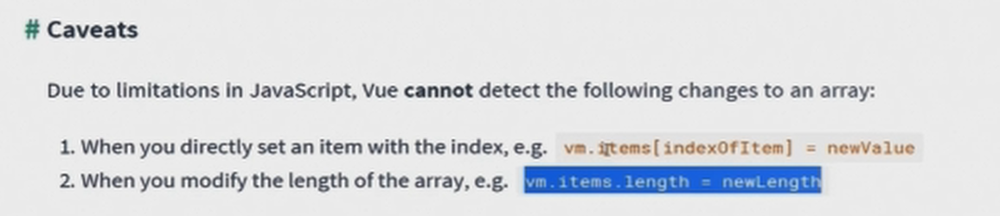 # Caveats
Due to limitations in JavaScript, Vue cannot detect the following changes to an array:
1. When you directly set an item with the index, e.g. vm.items[indexOfItem] = newValue
2. When you modify the length of the array, e.g. vm.items.length = newLength